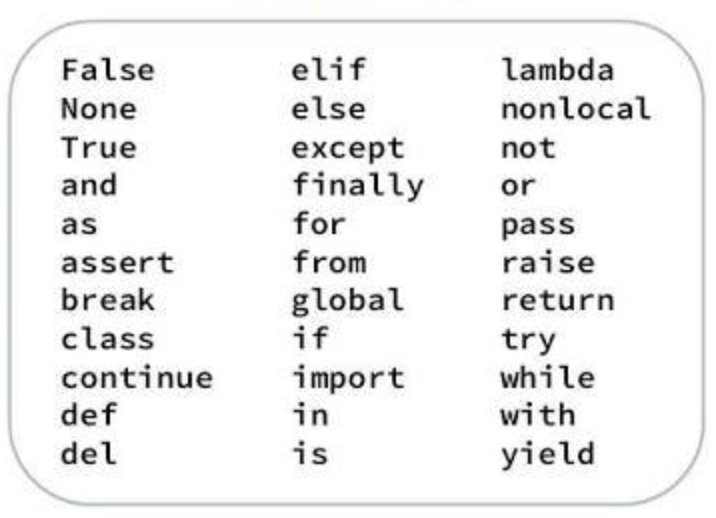 False elif lambda
None else nonlocal
True except not
and finally or
as for pass
assert from raise
break global return
class if try
continue import while
def in with
del is yield